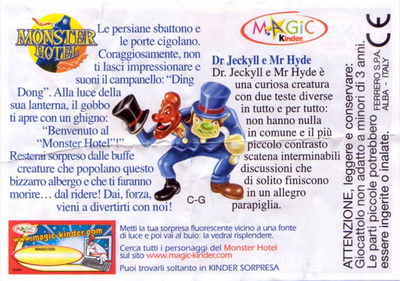 MONSTER
HOTEL
Le persiane sbattono e
le porte cigolano.
Coraggiosamente, non
ti lasci impressionare e
suoni il campanello: "Ding
Dong". Alla luce della
sua lanterna, il gobbo
ti apre con un ghigno:
"Benvenuto al
"Monster Hotel"!"
Resterai sorpreso dalle buffe
creature che popolano questo
bizzarro albergo e che ti faranno
morire… dal ridere! Dai, forza,
vieni a divertirti con noi!
C-G
MAGIC
Kinder
Dr Jeckyll e Mr Hyde
Dr. Jeckyll e Mr Hyde è
una curiosa creatura
con due teste diverse
in tutto e per tutto:
non hanno nulla
in comune e il più
piccolo contrasto
scatena interminabili
discussioni che
di solito finiscono
in un allegro
parapiglia.
CE
FERRERO S.P.A.
ALBA - ITALY
ATTENZIONE, leggere e conservare:
Giocattolo non adatto a minori di 3 anni.
Le parti piccole potrebbero
essere ingerite o inalate.
MAGIC
www.magic-kinder.com
MAGICODE
Metti la tua sorpresa fluorescente vicino a una fonte
di luce e poi vai al buio: la vedrai risplendere.
Cerca tutti i personaggi del Monster Hotel
sul sito www.magic-kinder.com
Puoi trovarli soltanto in KINDER SORPRESA